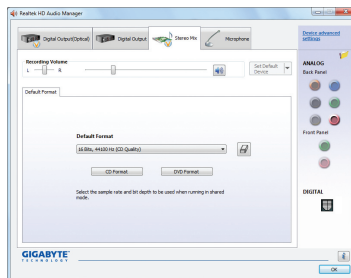 Realtek HD Audio Manager
Digital Output(Optical)
Digital Output
Stereo Mix
Microphone
Device advanced
settings
Recording Volume
L
R
Set Default
Device
ANALOG
Back Panel
Default Format
Default Format
16 Bits, 44100 Hz (CD Quality)
CD Format
DVD Format
Select the sample rate and bit depth to be used when running in shared
mode.
Front Panel
DIGITAL
GIGABYTE
TECHNOLOGY
OK